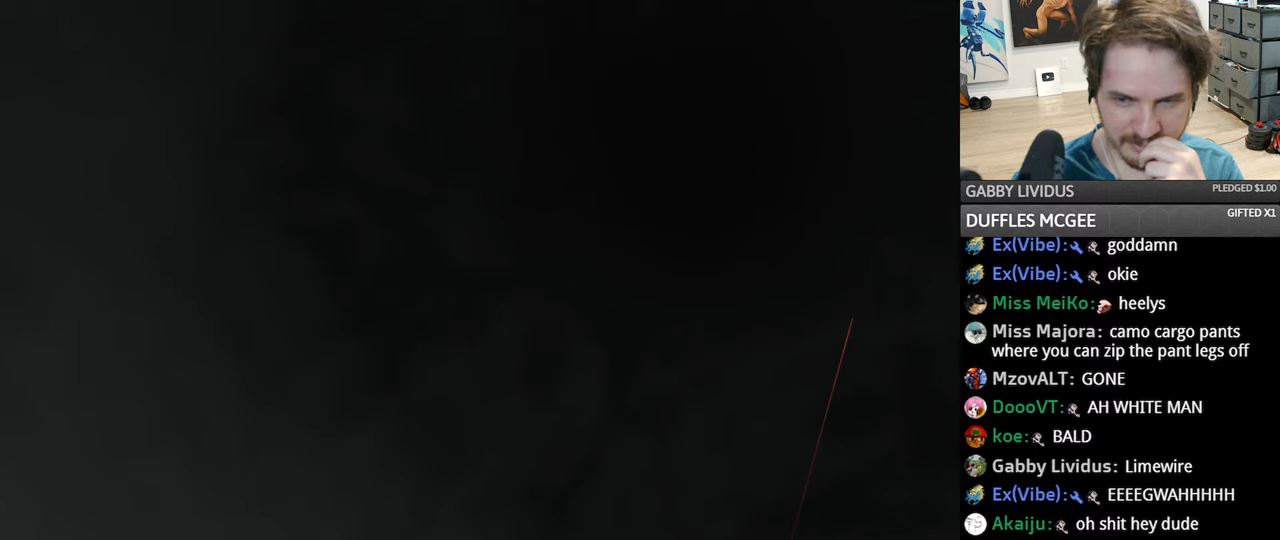 GABBY LIVIDUS
PLEDGED $1.00
DUFFLES MCGEE
GIFTED X1
Ex(Vibe): goddamn
Ex(Vibe): okie
Miss MeiKo: heelys
Miss Majora: camo cargo pants
where you can zip the pant legs off
MzovALT: GONE
DoooVT: AH WHITE MAN
koe: BALD
Gabby Lividus: Limewire
Ex(Vibe): EEEEGWAHHHHH
Akaiju: oh shit hey dude